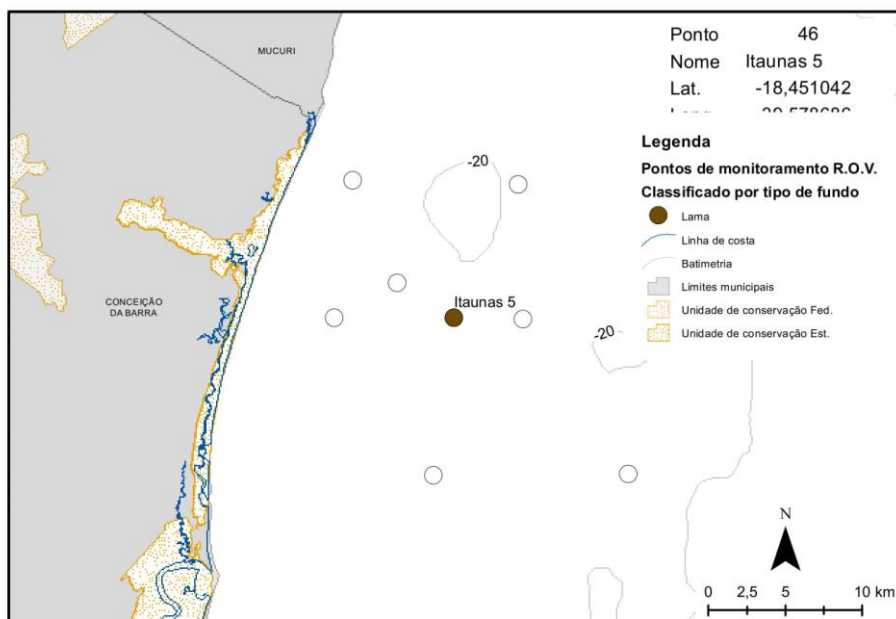 MUCURI
Ponto 46
Nome Itaunas 5
Lat. -18,451042
Legenda
Pontos de monitoramento R.O.V.
Classificado por tipo de fundo
Lama
Linha de costa
Batimetria
Limites municipais
Unidade de conservação Fed.
Unidade de conservação Est.
-20
CONCEIÇÃO
DA BARRA
Itaunas 5
-20
N
0 2,5 5 10 km